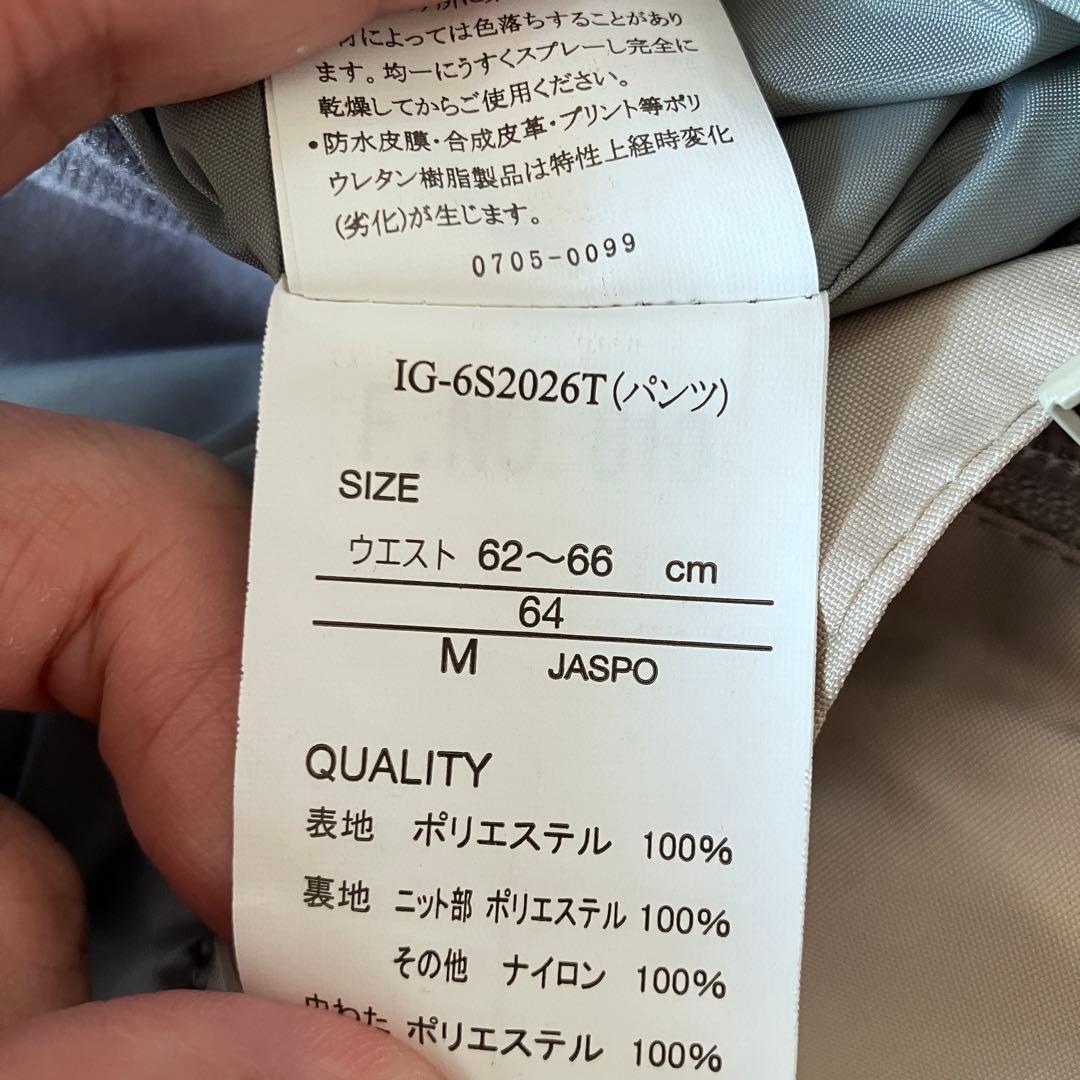 によっては色落ちすることがあり
ます。均一にうすくスプレーし完全に
乾燥してからご使用ください。
・防水皮膜・合成皮革・プリント等ポリ
ウレタン樹脂製品は特性上経時変化
(劣化)が生じます。
0705-0099
IG-6S2026T(パンツ)
SIZE
ウエスト 62〜66 cm
64
M JASPO
QUALITY
表地 ポリエステル 100%
裏地 ニット部 ポリエステル 100%
その他 ナイロン 100%
中わた ポリエステル 100%